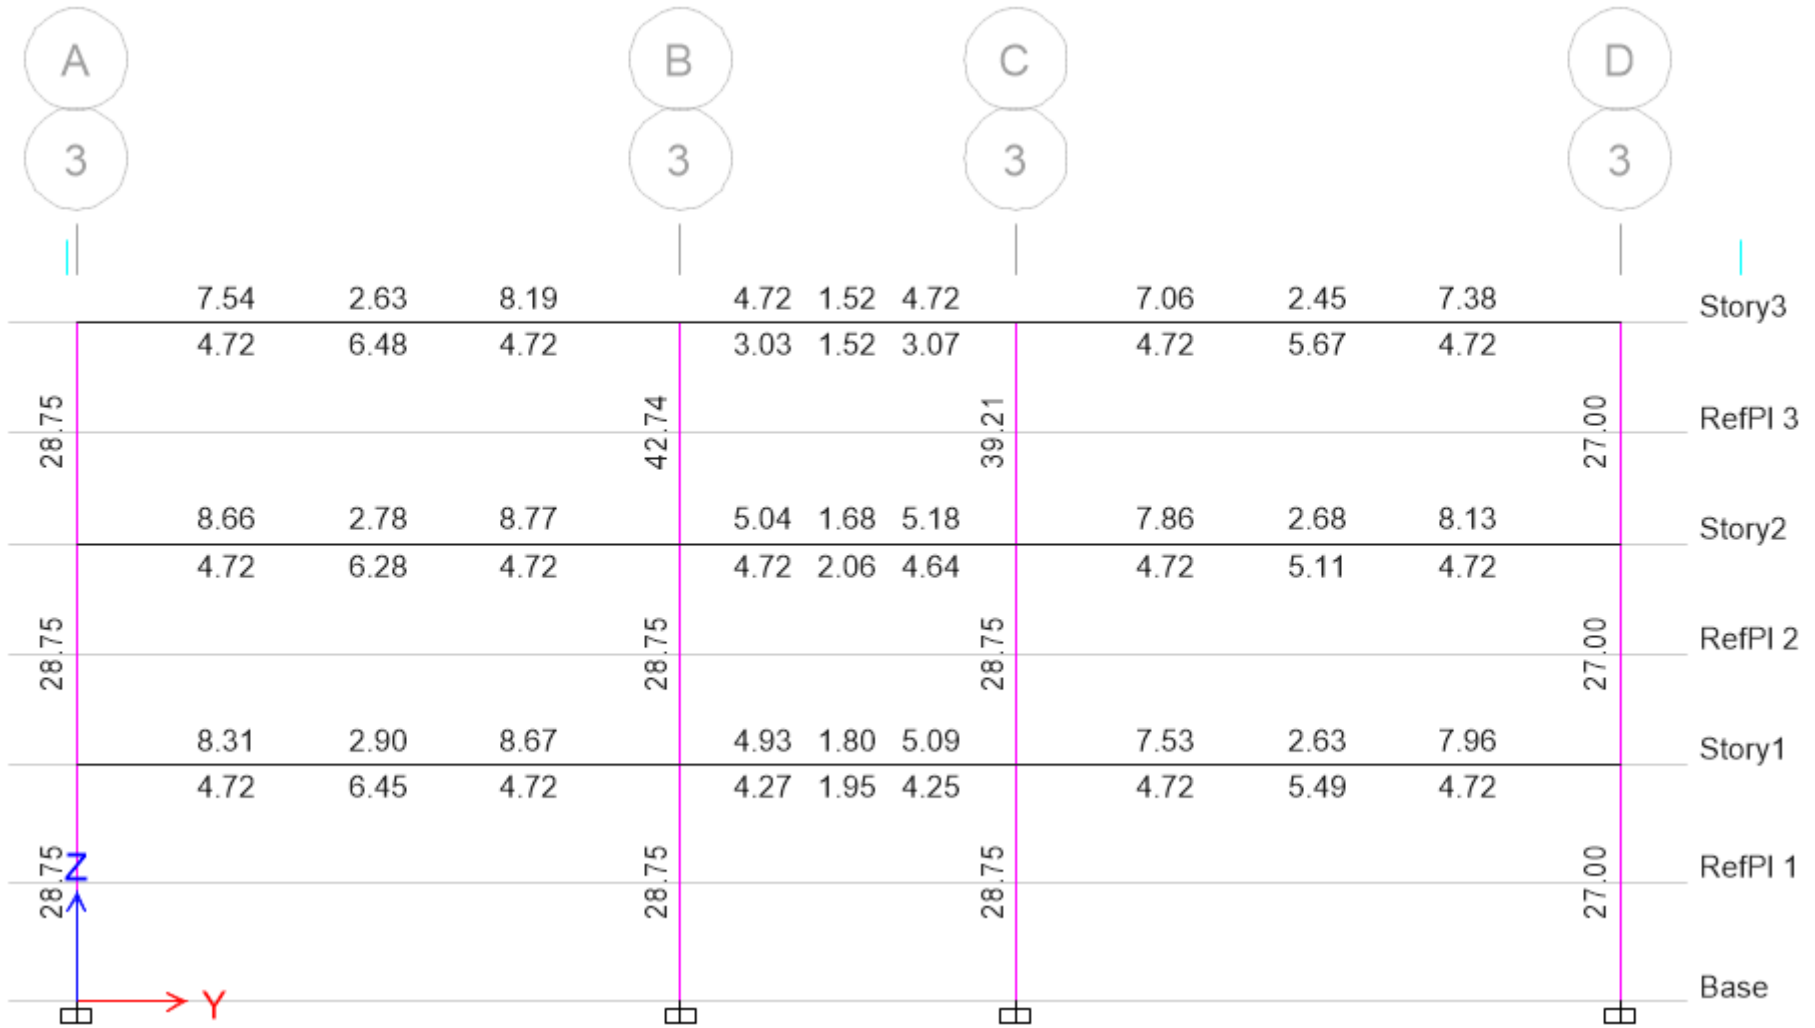 A B C D
3 3 3 3
7.54 2.63 8.19 4.72 1.52 4.72 7.06 2.45 7.38 Story3
4.72 6.48 4.72 3.03 1.52 3.07 4.72 5.67 4.72
28.75 42.74 39.21 27.00 RefPl 3
8.66 2.78 8.77 5.04 1.68 5.18 7.86 2.68 8.13 Story2
4.72 6.28 4.72 4.72 2.06 4.64 4.72 5.11 4.72
28.75 28.75 28.75 27.00 RefPl 2
8.31 2.90 8.67 4.93 1.80 5.09 7.53 2.63 7.96 Story1
4.72 6.45 4.72 4.27 1.95 4.25 4.72 5.49 4.72
28.75 Z 28.75 28.75 27.00 RefPl 1
Y Base